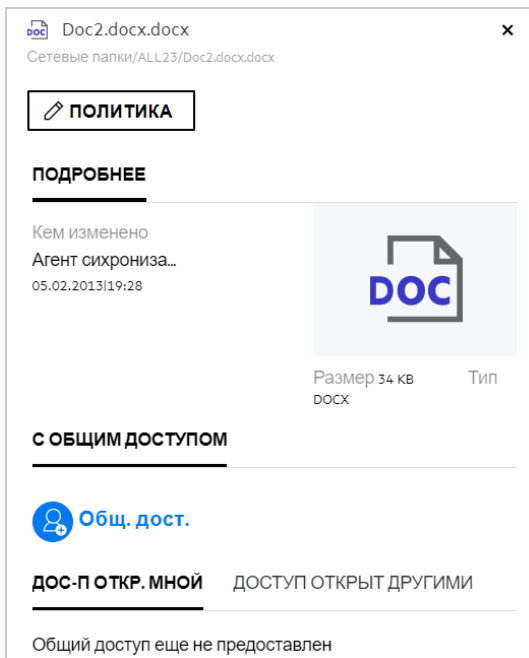 Doc2.docx.docx
Сетевые папки/ALL23/Doc2.docx.docx
ПОЛИТИКА
ПОДРОБНЕЕ
Кем изменено
Агент сихрониза...
05.02.2013|19:28
DOC
Размер 34 KB Тип
DOCX
С ОБЩИМ ДОСТУПОМ
Общ. дост.
ДОС-П ОТКР. МНОЙ ДОСТУП ОТКРЫТ ДРУГИМИ
Общий доступ еще не предоставлен